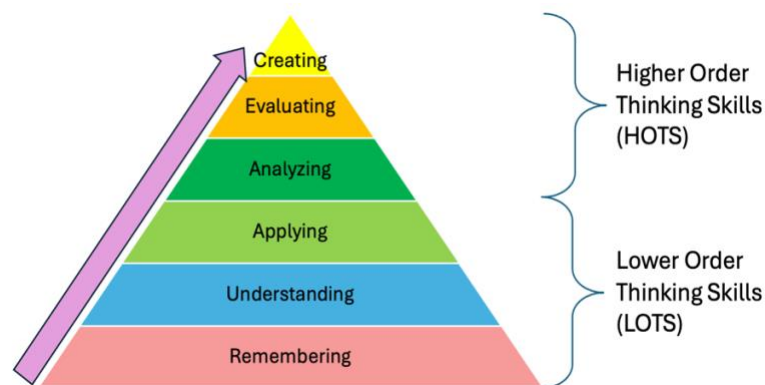 Creating
Evaluating
Analyzing
Applying
Understanding
Remembering
Higher Order
Thinking Skills
(HOTS)
Lower Order
Thinking Skills
(LOTS)